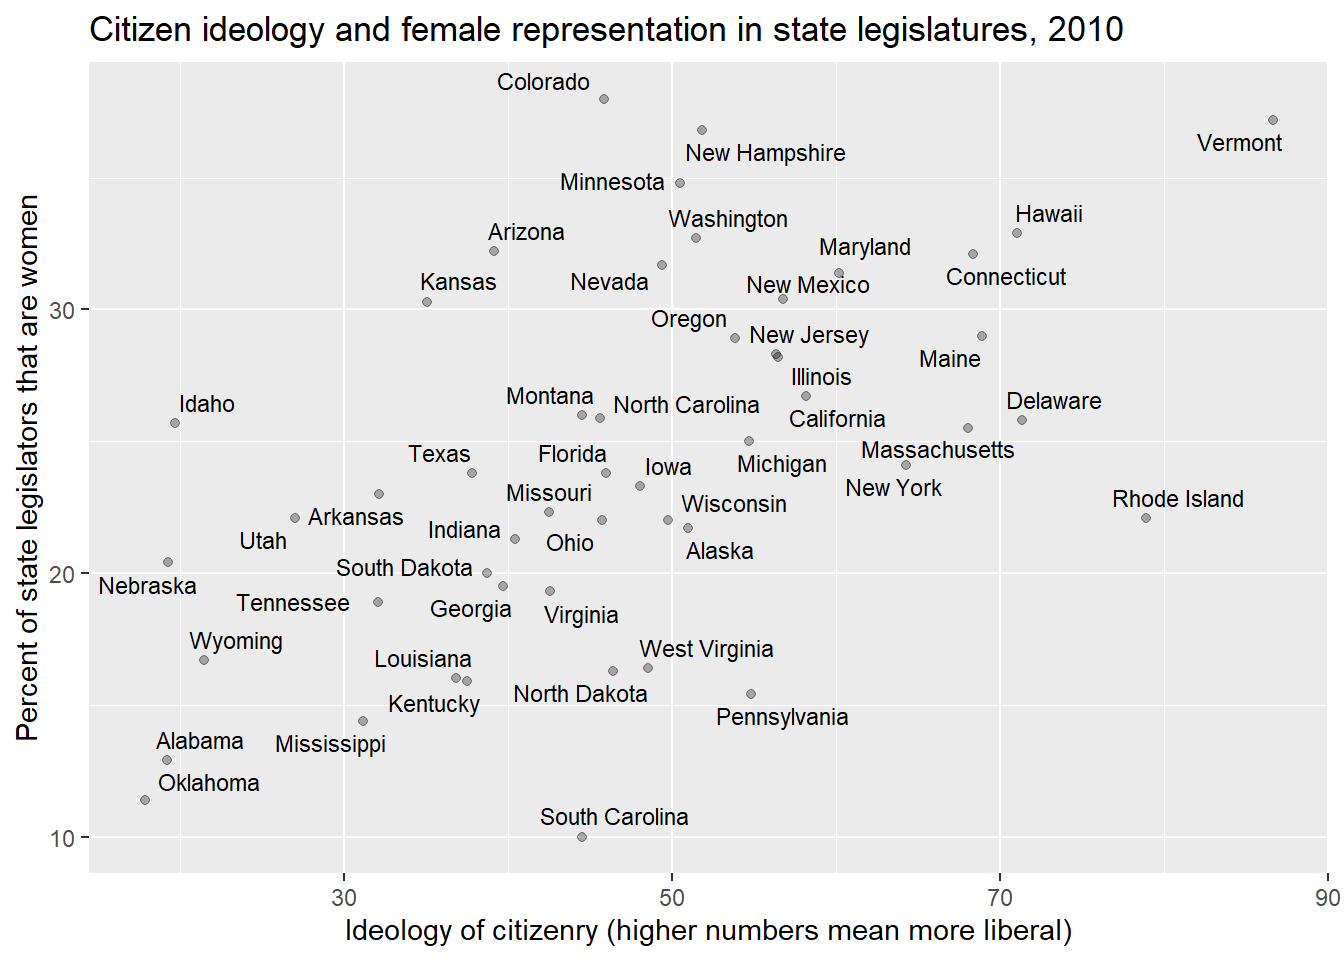 Citizen ideology and female representation in state legislatures, 2010
Colorado
Vermont
New Hampshire
Minnesota
Hawaii
Washington
Arizona
Maryland
Connecticut
Kansas
Nevada
New Mexico
30
Oregon
New Jersey
Maine
Illinois
Montana
Idaho
North Carolina
Delaware
California
Massachusetts
Texas
Florida
Iowa
Michigan
New York
Missouri
Wisconsin
Rhode Island
Arkansas
Indiana
Utah
Ohio
Alaska
South Dakota
20
Nebraska
Tennessee
Georgia
Virginia
Wyoming
West Virginia
Louisiana
North Dakota
Kentucky
Pennsylvania
Alabama
Mississippi
Oklahoma
South Carolina
10
30
50
70
90
Percent of state legislators that are women
Ideology of citizenry (higher numbers mean more liberal)